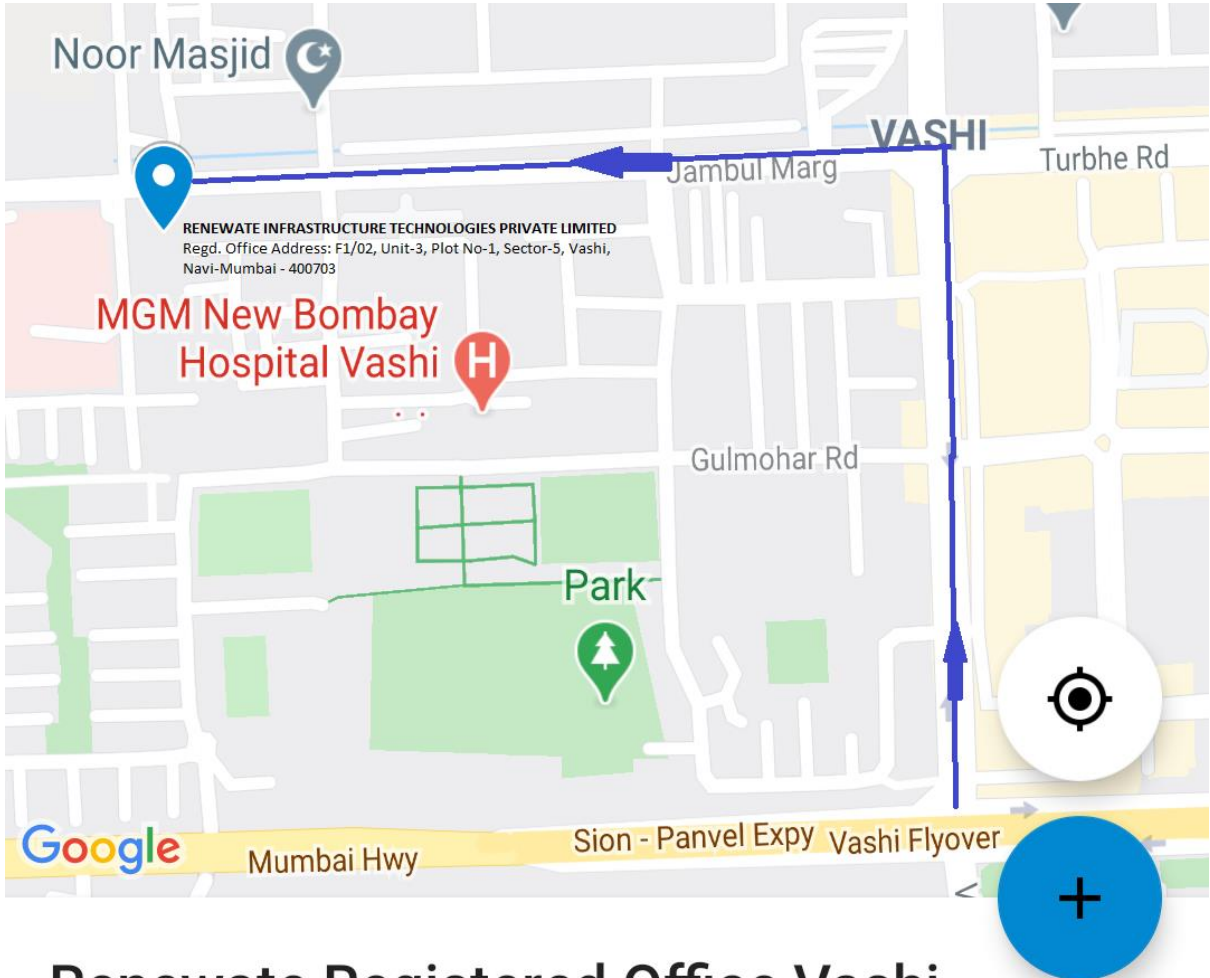 Noor Masjid
VASHI
Turbhe Rd
Jambul Marg
RENEWATE INFRASTRUCTURE TECHNOLOGIES PRIVATE LIMITED
Regd. Office Address: F1/02, Unit-3, Plot No-1, Sector-5, Vashi,
Navi-Mumbai - 400703
MGM New Bombay
Hospital Vashi
H
Gulmohar Rd
Park
Sion - Panvel Expy
Vashi Flyover
Google
Mumbai Hwy
Renewate Registered Office Vashi